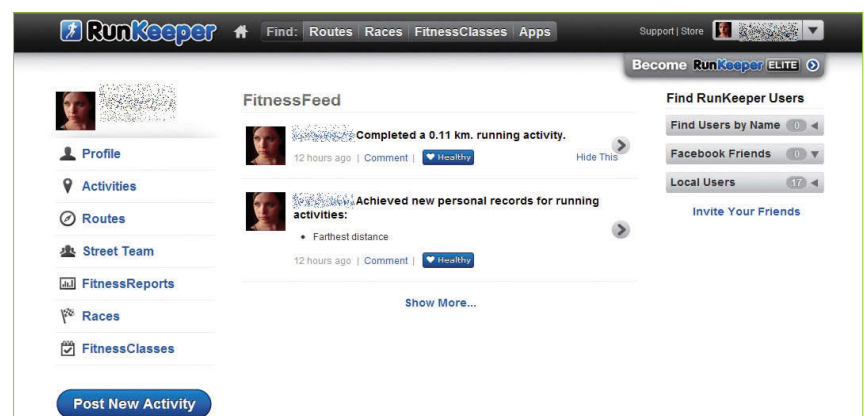 RunKeeper Find: Routes Races FitnessClasses Apps Support | Store
Become RunKeeper ELITE
Profile
Activities
Routes
Street Team
FitnessReports
Races
FitnessClasses
Post New Activity
FitnessFeed
Completed a 0.11 km. running activity.
12 hours ago | Comment | Healthy Hide This
Achieved new personal records for running
activities:
• Farthest distance
12 hours ago | Comment | Healthy
Show More...
Find RunKeeper Users
Find Users by Name 0
Facebook Friends 0
Local Users 17
Invite Your Friends